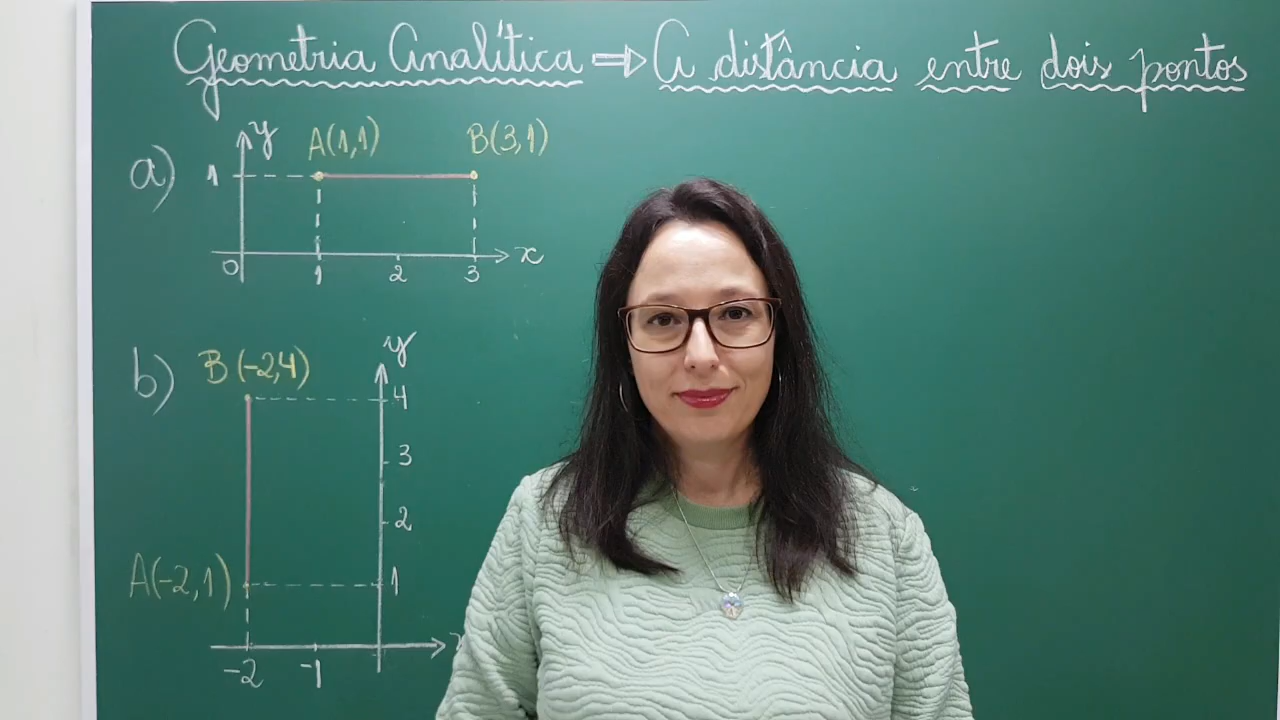 Geometria Analítica ⇒ A distância entre dois pontos
a)
y
A(1,1)
B(3,1)
1
x
0
1
2
3
b)
B(-2,4)
y
4
3
2
A(-2,1)
1
x
-2
-1